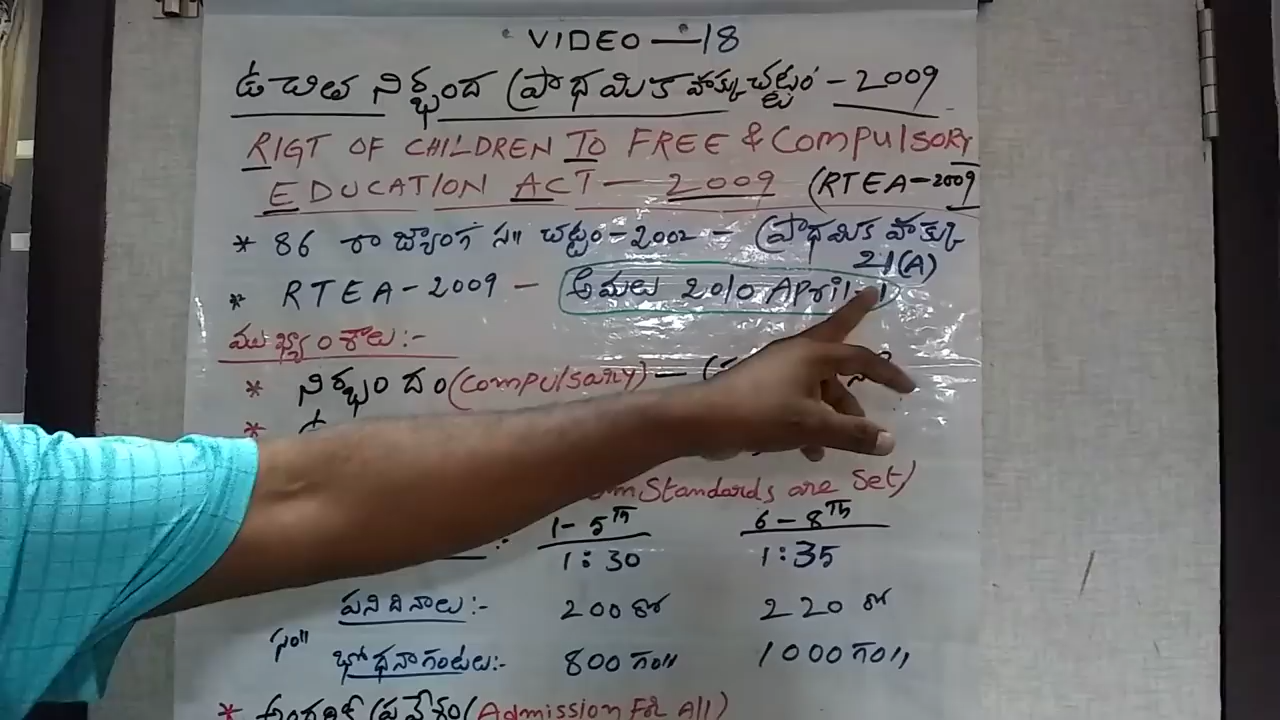 VIDEO — 18
ఉచిత నిర్భంద ప్రాథమిక హక్కు చట్టం - 2009
RIGT OF CHILDREN TO FREE & COMPULSORY
EDUCATION ACT — 2009 (RTEA-2009
* 86 రాజ్యాంగ స॥ చట్టం-2002 - ప్రాథమిక హక్కు
21(A)
* RTEA-2009 - అమలు 2010 APril-1
ముఖ్యాంశాలు:-
* నిర్భందం (COMPUlSARY) —
*
Standards are Set)
1-5Th 6-8Th
1:30 1:35
పనిదినాలు:- 200 రో 220 రో
సం॥
భోధనాగంటలు:- 800 గం॥ 1000 గం॥
* అందరికీ ప్రవేశం (Admission For All)